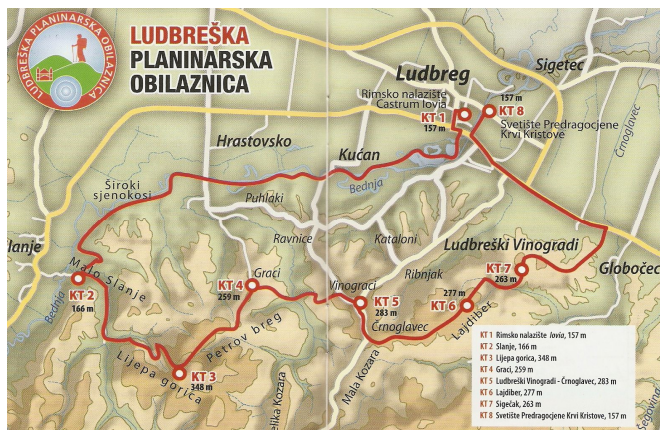 LUDBREŠKA PLANINARSKA OBILAZNICA
LUDBREŠKA
PLANINARSKA
OBILAZNICA
Ludbreg
Sigetec
Rimsko nalazište
Castrum Iovia
KT 1
157 m
157 m
KT 8
Svetište Predragocjene
Krvi Kristove
Črnoglavec
Hrastovsko
Kućan
Bednja
Široki
sjenokosi
Puhlaki
Ravnice
Kataloni
Ludbreški Vinogradi
Globočec
lanje
Malo Slanje
Bednja
KT 2
166 m
Graci
KT 4
259 m
Vinograci
Ribnjak
KT 7
263 m
277 m
KT 6
KT 5
283 m
Črnoglavec
Lajdiber
Petrov breg
Lijepa gorica
KT 3
348 m
Mala Kozara
elika Kozara
Segovina
KT 1 Rimsko nalazište Iovia, 157 m
KT 2 Slanje, 166 m
KT 3 Lijepa gorica, 348 m
KT 4 Graci, 259 m
KT 5 Ludbreški Vinogradi - Črnoglavec, 283 m
KT 6 Lajdiber, 277 m
KT 7 Sigečak, 263 m
KT 8 Svetište Predragocjene Krvi Kristove, 157 m